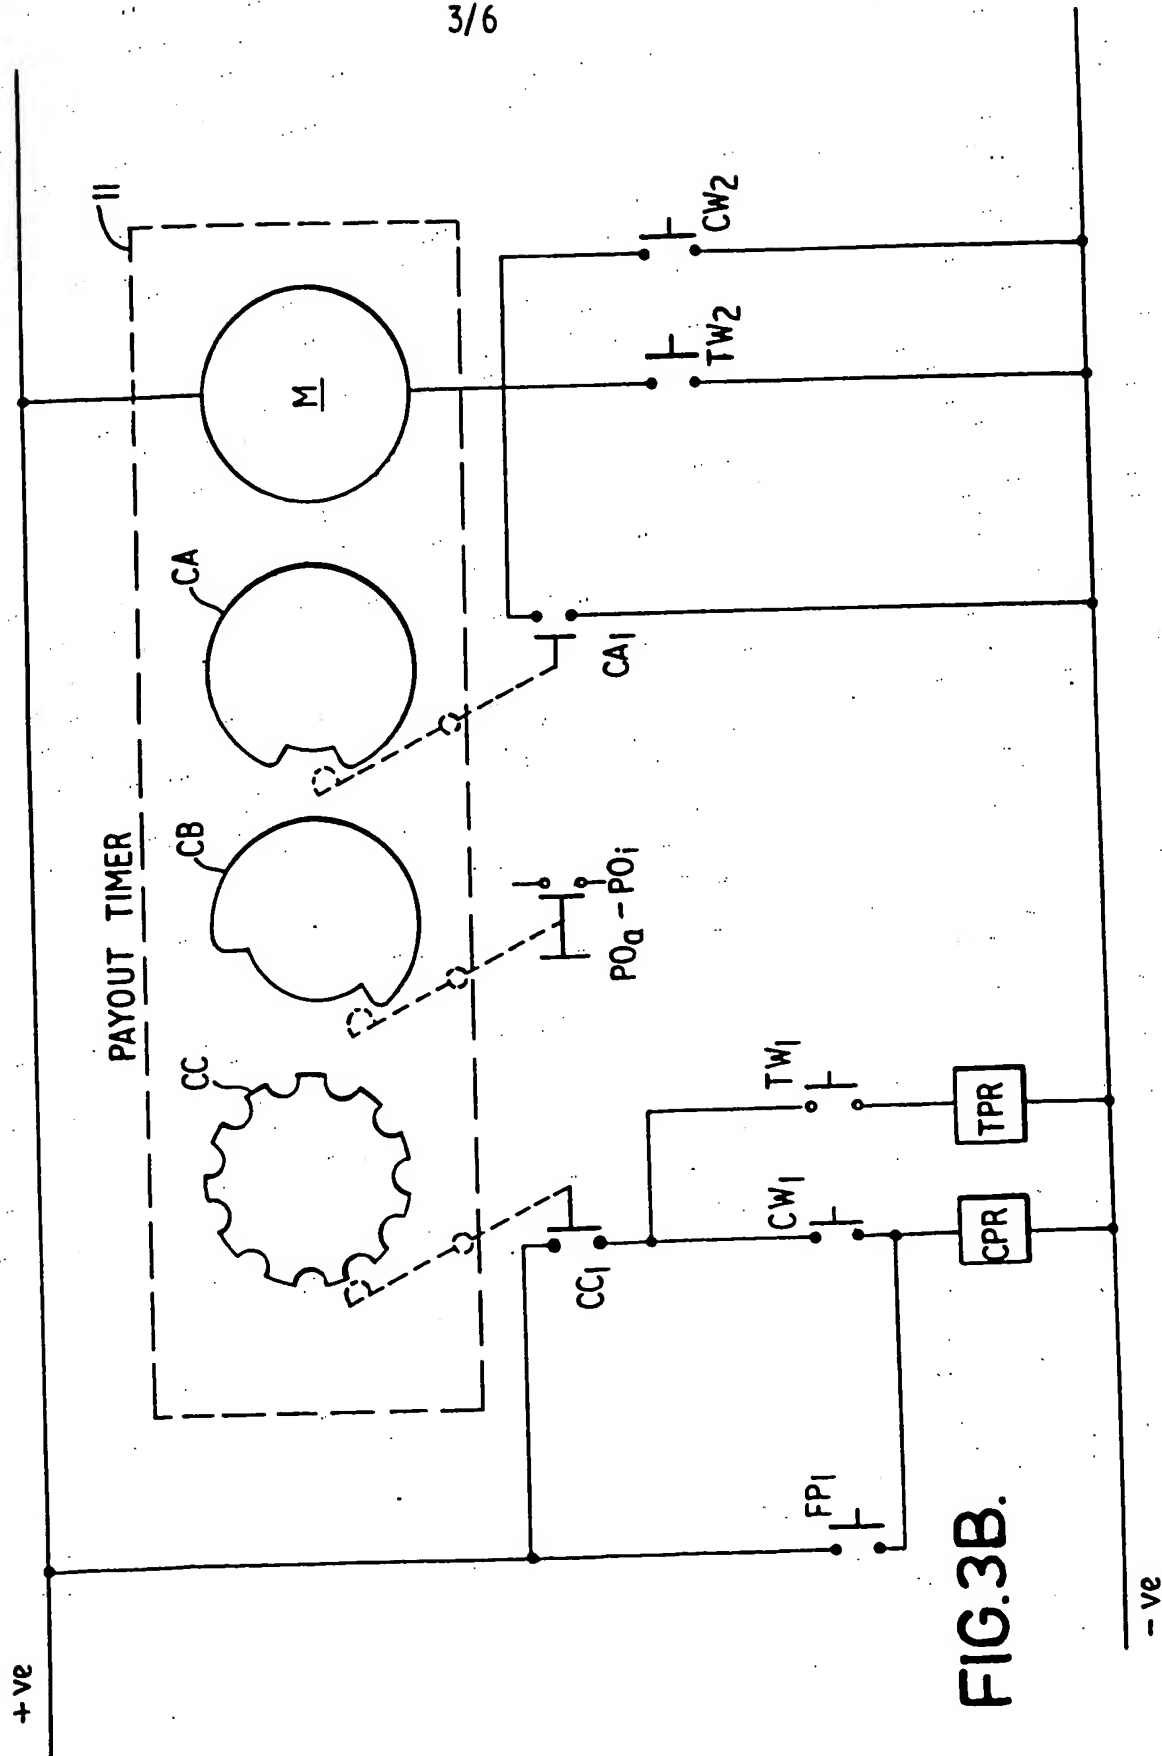 3/6
+ve
PAYOUT TIMER
11
CC
CB
CA
M
CC1
POa - POi
CA1
FP1
CW1
TW1
TW2
CW2
CPR
TPR
FIG.3B.
- ve